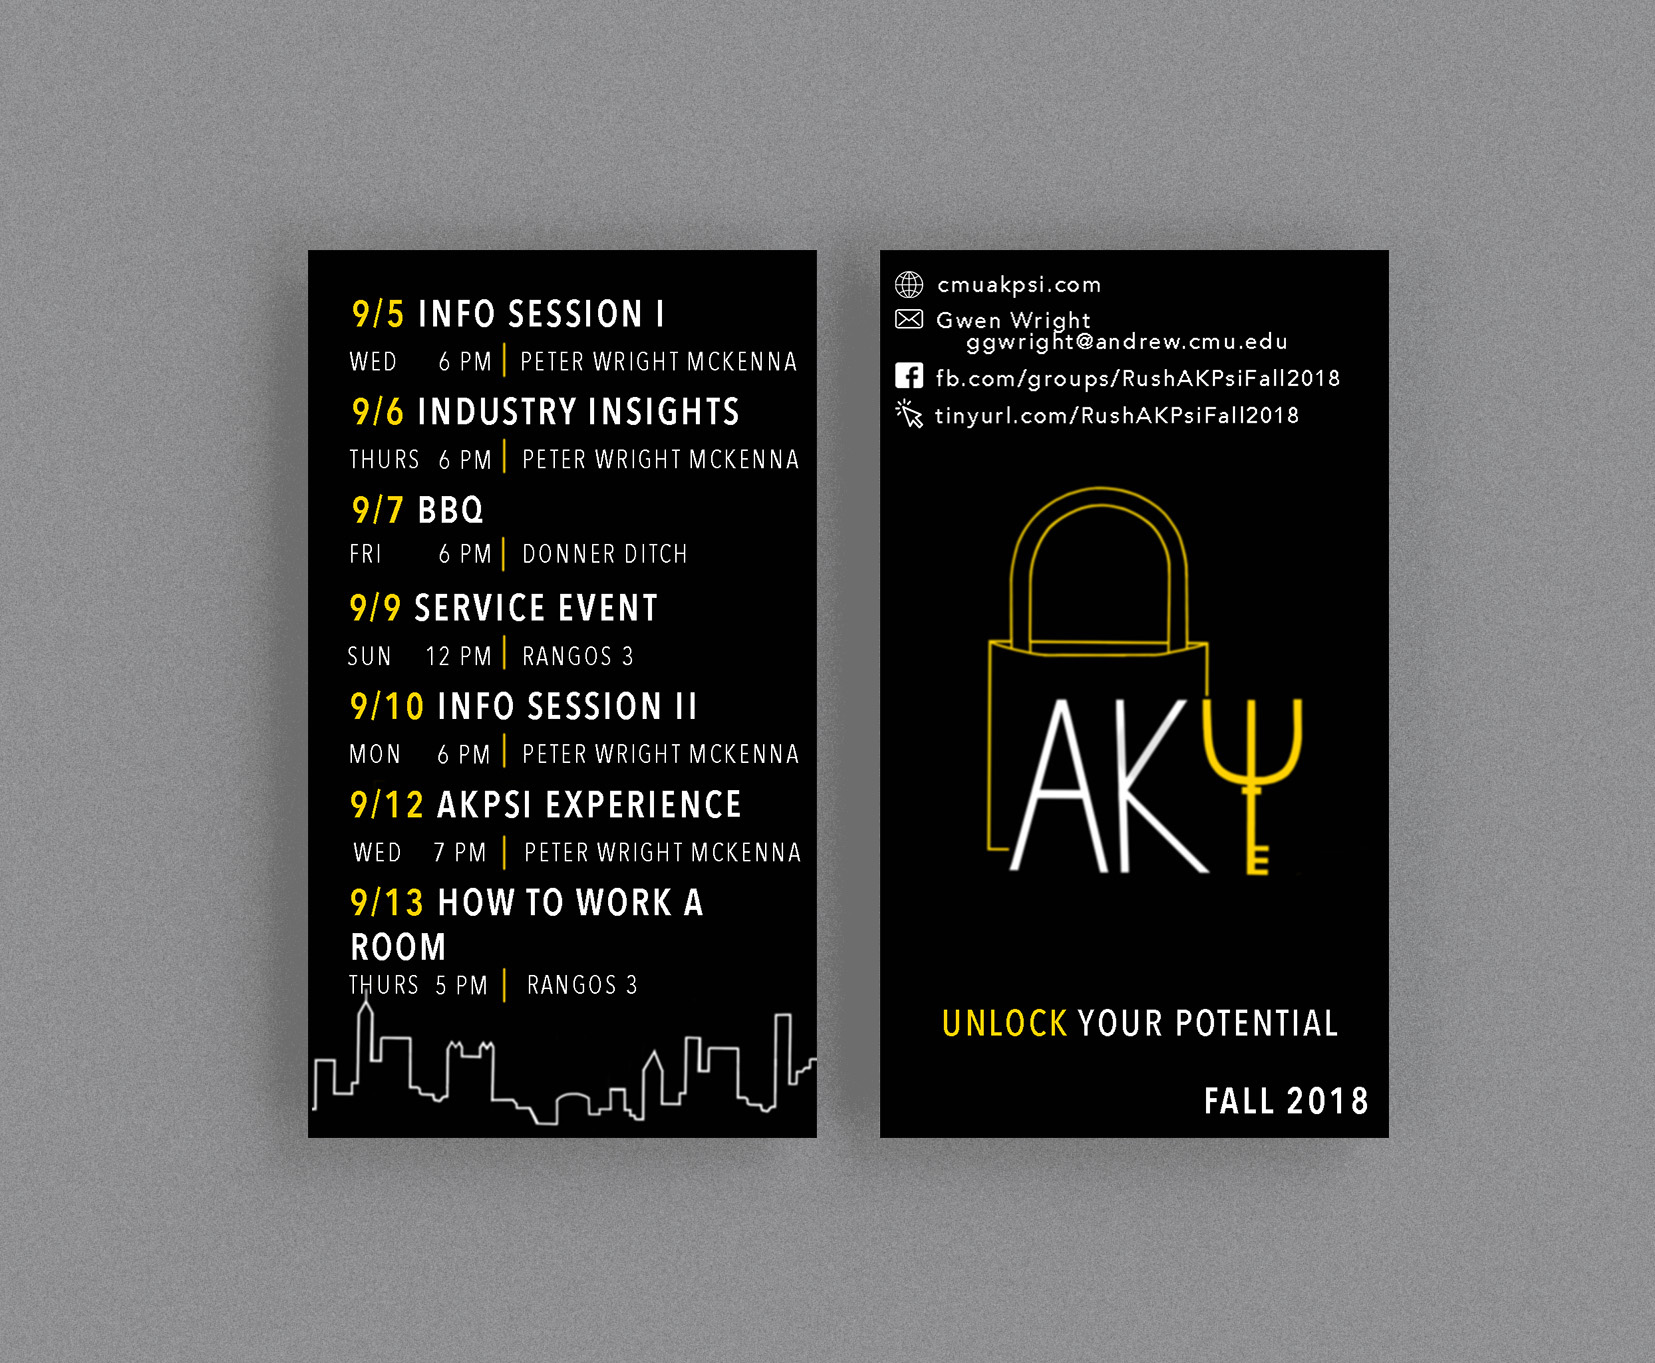 9/5 INFO SESSION I
WED 6 PM | PETER WRIGHT MCKENNA
9/6 INDUSTRY INSIGHTS
THURS 6 PM | PETER WRIGHT MCKENNA
9/7 BBQ
FRI 6 PM | DONNER DITCH
9/9 SERVICE EVENT
SUN 12 PM | RANGOS 3
9/10 INFO SESSION II
MON 6 PM | PETER WRIGHT MCKENNA
9/12 AKPSI EXPERIENCE
WED 7 PM | PETER WRIGHT MCKENNA
9/13 HOW TO WORK A
ROOM
THURS 5 PM | RANGOS 3
cmuakpsi.com
Gwen Wright
ggwright@andrew.cmu.edu
fb.com/groups/RushAKPsiFall2018
tinyurl.com/RushAKPsiFall2018
ΑΚΨ
UNLOCK YOUR POTENTIAL
FALL 2018